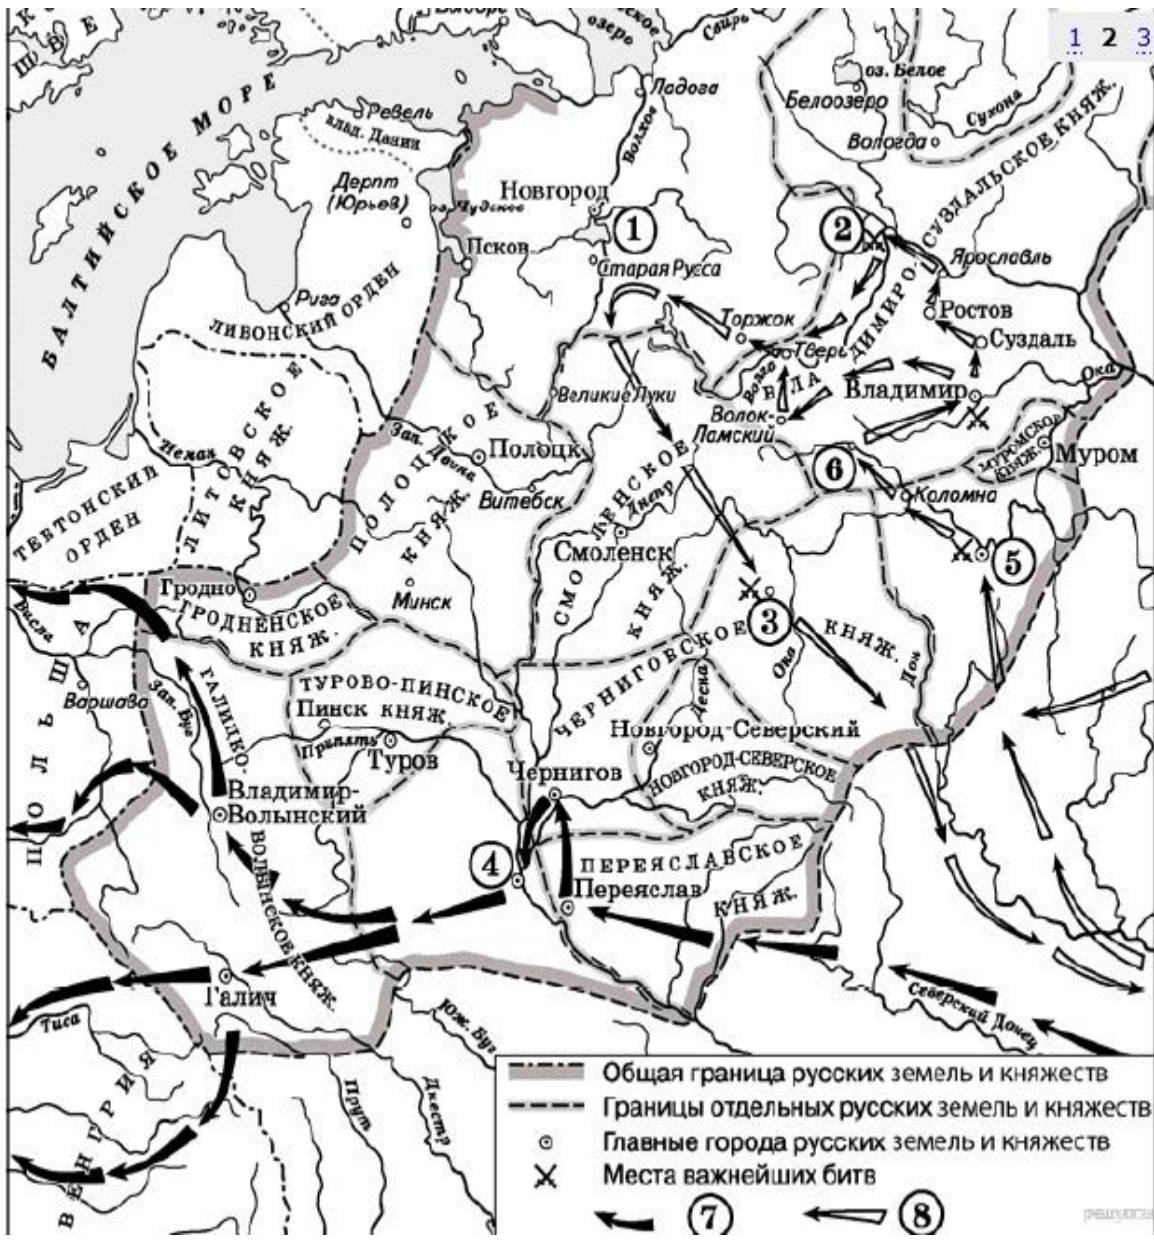 1 2 3
ШВЕ
озеро
Свирь
оз. Белое
Белоозеро
Сухона
Вологда
Ладога
Волхов
Ревель
влад. Дании
БАЛТИЙСКОЕ МОРЕ
Дерпт
(Юрьев)
оз. Чудское
Новгород
1
2
Псков
Старая Русса
ВЛАДИМИРО-СУЗДАЛЬСКОЕ КНЯЖ.
Ярославль
Рига
ЛИВОНСКИЙ ОРДЕН
Торжок
Ростов
Тверь
Суздаль
Волга
Владимир
Ока
Великие Луки
Волок-
Ламский
ЛИТОВСКОЕ
КНЯЖ.
Неман
Зап. Двина
Полоцк
ПОЛОЦКОЕ
КНЯЖ.
Витебск
6
МУРОМСКОЕ
КНЯЖ.
Муром
Коломна
ТЕВТОНСКИЙ
ОРДЕН
СМОЛЕНСКОЕ
КНЯЖ.
Днепр
Смоленск
5
Гродно
ГРОДНЕНСКОЕ
КНЯЖ.
Минск
3
Висла
ПОЛЬША
Варшава
Зап. Буг
ГАЛИЦКО-
ВОЛЫНСКОЕ КНЯЖ.
ТУРОВО-ПИНСКОЕ
КНЯЖ.
Пинск
Припять
Туров
ЧЕРНИГОВСКОЕ
КНЯЖ.
Ока
Дон
Десна
Новгород-Северский
НОВГОРОД-СЕВЕРСКОЕ
КНЯЖ.
Чернигов
Владимир-
Волынский
4
ПЕРЕЯСЛАВСКОЕ
КНЯЖ.
Переяслав
Галич
Тиса
ВЕНГРИЯ
Прут
Днестр
Юж. Буг
Северский Донец
Общая граница русских земель и княжеств
Границы отдельных русских земель и княжеств
Главные города русских земель и княжеств
Места важнейших битв
7
8